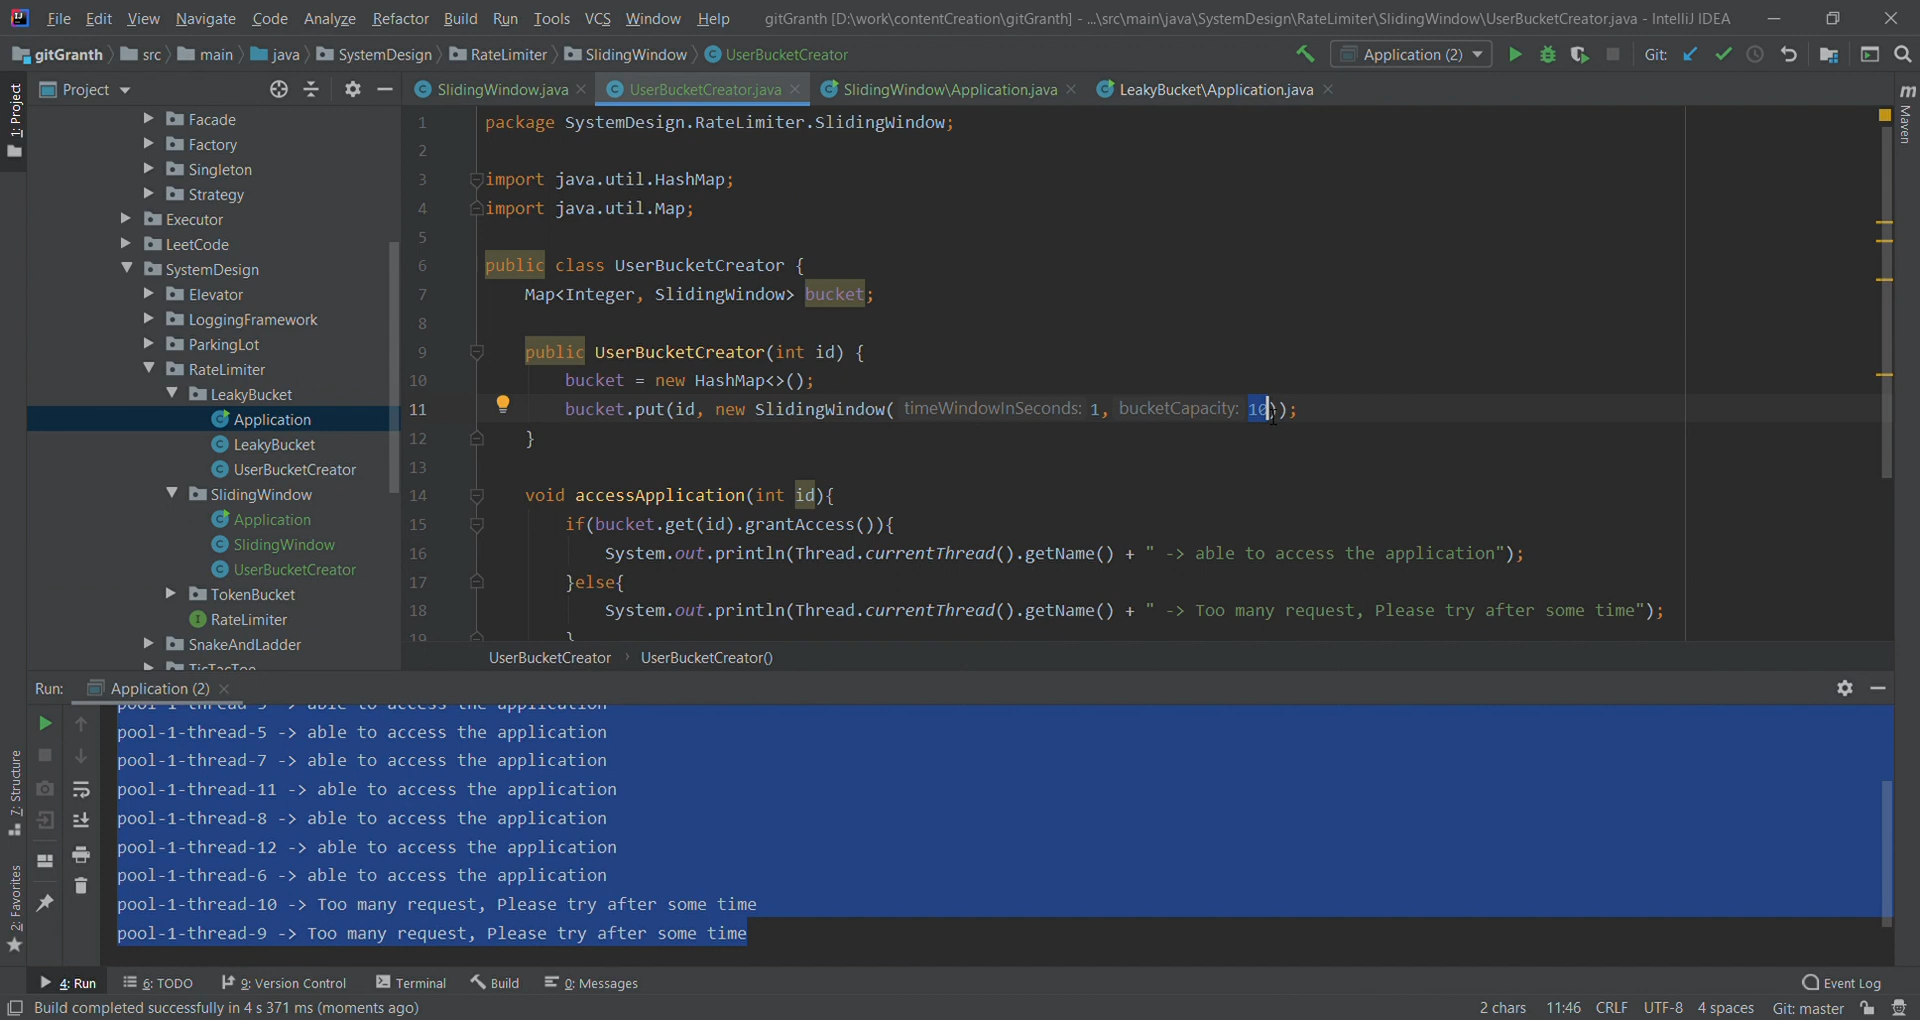 File Edit View Navigate Code Analyze Refactor Build Run Tools VCS Window Help gitGranth [D:\work\contentCreation\gitGranth] - ...\src\main\java\SystemDesign\RateLimiter\SlidingWindow\UserBucketCreator.java - IntelliJ IDEA
gitGranth src main java SystemDesign RateLimiter SlidingWindow UserBucketCreator Application (2) Git:
1: Project
Project
SlidingWindow.java UserBucketCreator.java SlidingWindow\Application.java LeakyBucket\Application.java
Maven
Facade
Factory
Singleton
Strategy
Executor
LeetCode
SystemDesign
Elevator
LoggingFramework
ParkingLot
RateLimiter
LeakyBucket
Application
LeakyBucket
UserBucketCreator
SlidingWindow
Application
SlidingWindow
UserBucketCreator
TokenBucket
RateLimiter
SnakeAndLadder
TicTacToe
1 package SystemDesign.RateLimiter.SlidingWindow;
2
3 import java.util.HashMap;
4 import java.util.Map;
5
6 public class UserBucketCreator {
7 Map<Integer, SlidingWindow> bucket;
8
9 public UserBucketCreator(int id) {
10 bucket = new HashMap<>();
11 bucket.put(id, new SlidingWindow( timeWindowInSeconds: 1, bucketCapacity: 10));
12 }
13
14 void accessApplication(int id){
15 if(bucket.get(id).grantAccess()){
16 System.out.println(Thread.currentThread().getName() + " -> able to access the application");
17 }else{
18 System.out.println(Thread.currentThread().getName() + " -> Too many request, Please try after some time");
19 }
UserBucketCreator UserBucketCreator()
Run: Application (2)
pool-1-thread-5 -> able to access the application
pool-1-thread-7 -> able to access the application
pool-1-thread-11 -> able to access the application
pool-1-thread-8 -> able to access the application
pool-1-thread-12 -> able to access the application
pool-1-thread-6 -> able to access the application
pool-1-thread-10 -> Too many request, Please try after some time
pool-1-thread-9 -> Too many request, Please try after some time
7: Structure
2: Favorites
4: Run 6: TODO 9: Version Control Terminal Build 0: Messages Event Log
Build completed successfully in 4 s 371 ms (moments ago) 2 chars 11:46 CRLF UTF-8 4 spaces Git: master